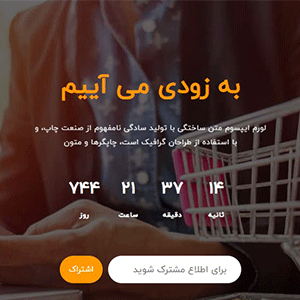 به زودی می آییم
لورم ایپسوم متن ساختگی با تولید سادگی نامفهوم از صنعت چاپ، و
با استفاده از طراحان گرافیک است، چاپگرها و متون
۱۴ ۳۷ ۲۱ ۷۴۴
ثانیه دقیقه ساعت روز
برای اطلاع مشترک شوید اشتراک